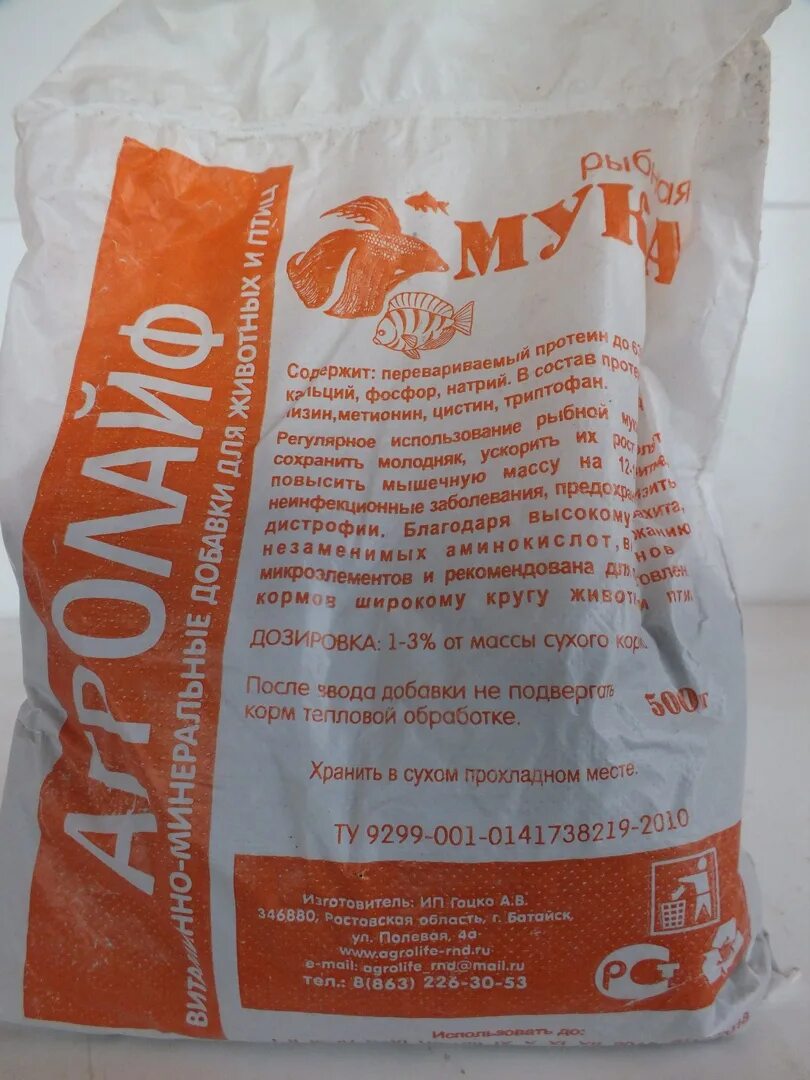 АгрОЛАЙФ
ВИТАМИННО-МИНЕРАЛЬНЫЕ ДОБАВКИ ДЛЯ ЖИВОТНЫХ И ПТИЦ
рыбная
МУКА
Содержит: перевариваемый протеин до
кальций, фосфор, натрий. В состав
лизин,метионин, цистин, триптофан.
Регулярное использование рыбной
сохранить молодняк, ускорить их рост
повысить мышечную массу на
неинфекционные заболевания,
дистрофии. Благодаря высокому
незаменимых аминокислот,
микроэлементов и рекомендована для
кормов широкому кругу
ДОЗИРОВКА: 1-3% от массы сухого
После ввода добавки не подвергать
корм тепловой обработке.
500 г
Хранить в сухом прохладном месте.
ТУ 9299-001-0141738219-2010
Изготовитель: ИП Гоцко А.В.
346880, Ростовская область, г. Батайск,
ул. Полевая, 4а
www.agrolife-rnd.ru
e-mail: agrolife_rnd@mail.ru
тел.: 8(863) 226-30-53
РСТ
Использовать до: